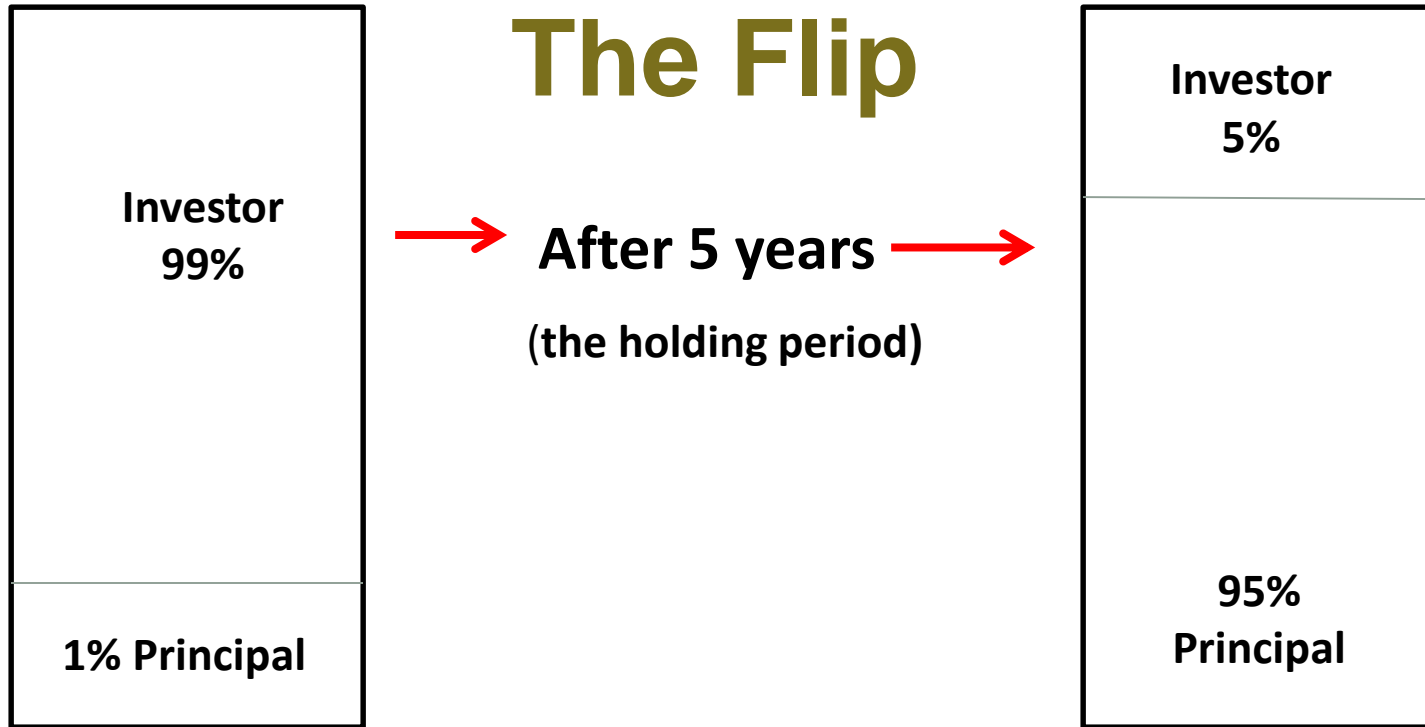 The Flip
Investor
99%
1% Principal
After 5 years
(the holding period)
Investor
5%
95%
Principal